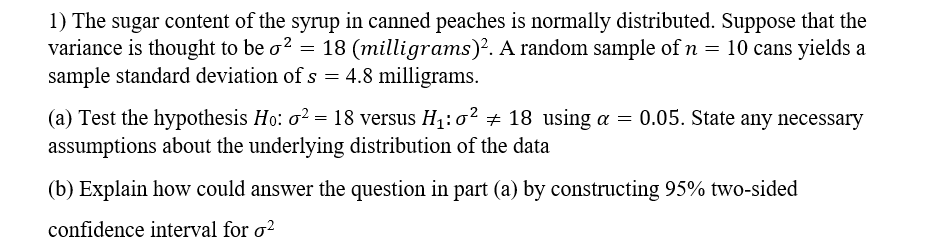 1) The sugar content of the syrup in canned peaches is normally distributed. Suppose that the
variance is thought to be σ² = 18 (milligrams)². A random sample of n = 10 cans yields a
sample standard deviation of s = 4.8 milligrams.
(a) Test the hypothesis H₀: σ² = 18 versus H₁: σ² ≠ 18 using α = 0.05. State any necessary
assumptions about the underlying distribution of the data
(b) Explain how could answer the question in part (a) by constructing 95% two-sided
confidence interval for σ²